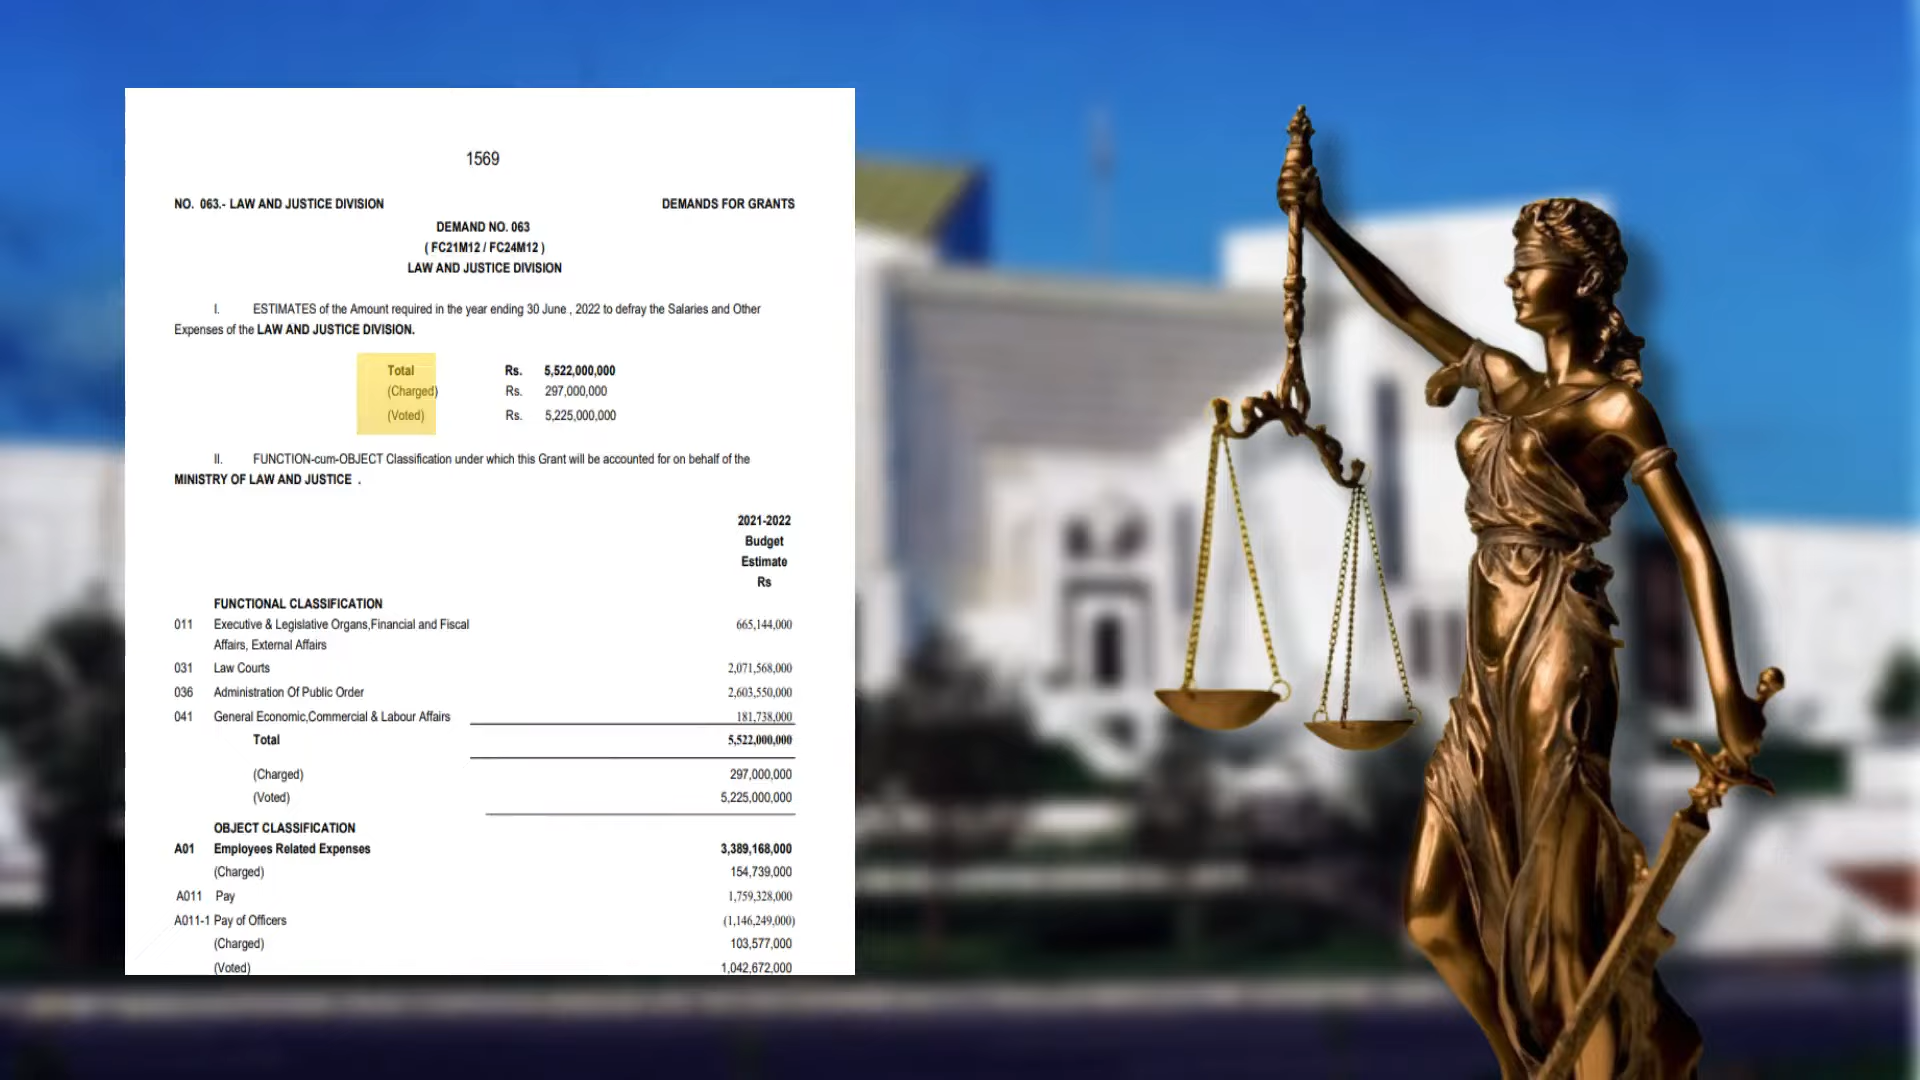 1569
NO. 063.- LAW AND JUSTICE DIVISION DEMANDS FOR GRANTS
DEMAND NO. 063
( FC21M12 / FC24M12 )
LAW AND JUSTICE DIVISION
I. ESTIMATES of the Amount required in the year ending 30 June , 2022 to defray the Salaries and Other
Expenses of the LAW AND JUSTICE DIVISION.
Total Rs. 5,522,000,000
(Charged) Rs. 297,000,000
(Voted) Rs. 5,225,000,000
II. FUNCTION-cum-OBJECT Classification under which this Grant will be accounted for on behalf of the
MINISTRY OF LAW AND JUSTICE .
2021-2022
Budget
Estimate
Rs
FUNCTIONAL CLASSIFICATION
011 Executive & Legislative Organs,Financial and Fiscal 665,144,000
Affairs, External Affairs
031 Law Courts 2,071,568,000
036 Administration Of Public Order 2,603,550,000
041 General Economic,Commercial & Labour Affairs 181,738,000
Total 5,522,000,000
(Charged) 297,000,000
(Voted) 5,225,000,000
OBJECT CLASSIFICATION
A01 Employees Related Expenses 3,389,168,000
(Charged) 154,739,000
A011 Pay 1,759,328,000
A011-1 Pay of Officers (1,146,249,000)
(Charged) 103,577,000
(Voted) 1,042,672,000